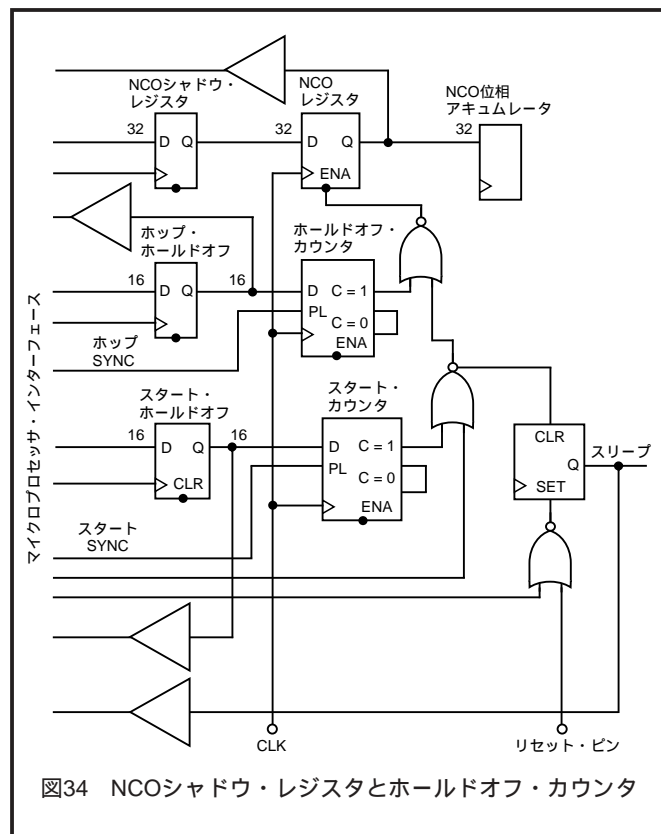 NCOシャドウ・
レジスタ
NCO
レジスタ
NCO位相
アキュムレータ
32
D Q
32
D Q
ENA
32
ホップ・
ホールドオフ
ホールドオフ・
カウンタ
16
D Q
16
D C = 1
PL
C = 0
ENA
ホップ
SYNC
スタート・
ホールドオフ
スタート・
カウンタ
16
D Q
CLR
16
D C = 1
PL
C = 0
ENA
CLR
Q
SET
スリープ
スタート
SYNC
マイクロプロセッサ・インターフェース
CLK
リセット・ピン
図34 NCOシャドウ・レジスタとホールドオフ・カウンタ